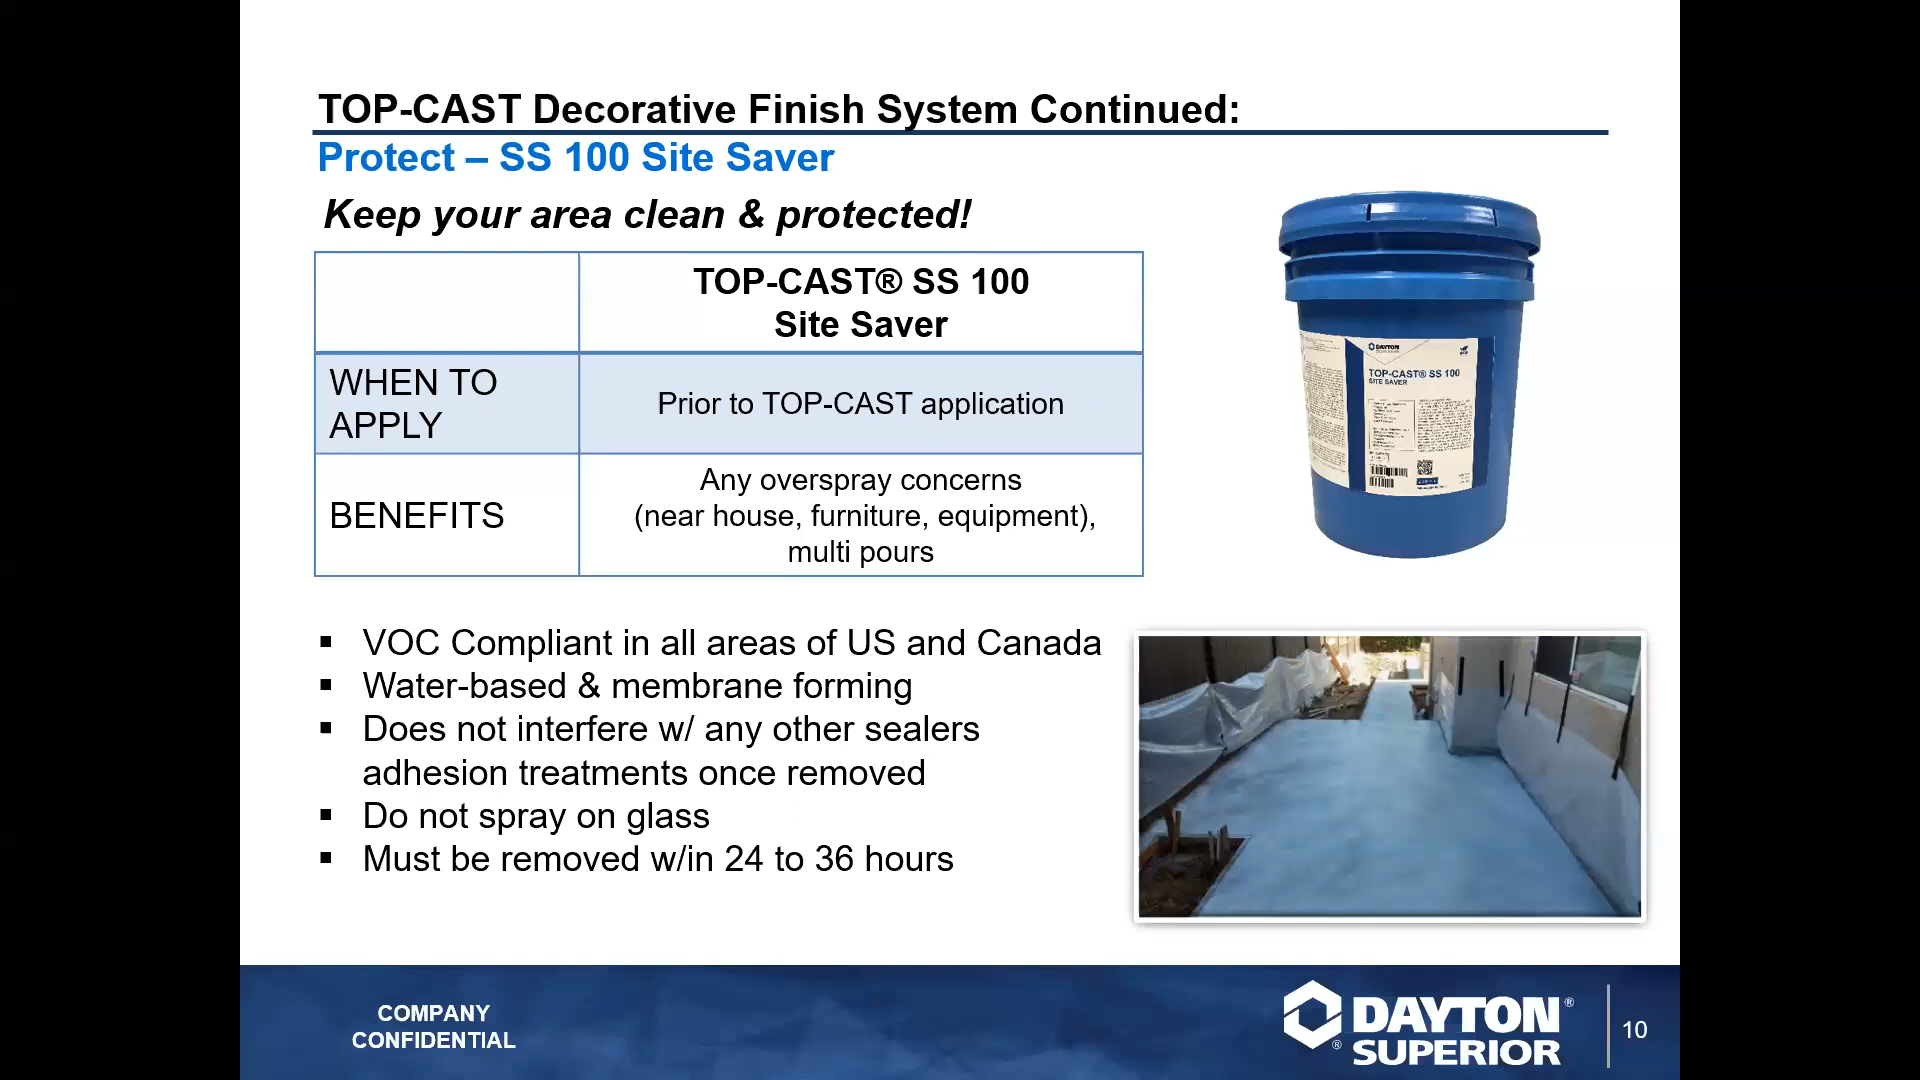 TOP-CAST Decorative Finish System Continued:
Protect – SS 100 Site Saver
Keep your area clean & protected!
TOP-CAST® SS 100
Site Saver
WHEN TO
APPLY
Prior to TOP-CAST application
BENEFITS
Any overspray concerns
(near house, furniture, equipment),
multi pours
DAYTON
TOP-CAST® SS 100
SITE SAVER
▪ VOC Compliant in all areas of US and Canada
▪ Water-based & membrane forming
▪ Does not interfere w/ any other sealers
adhesion treatments once removed
▪ Do not spray on glass
▪ Must be removed w/in 24 to 36 hours
COMPANY
CONFIDENTIAL
DAYTON®
®SUPERIOR
10